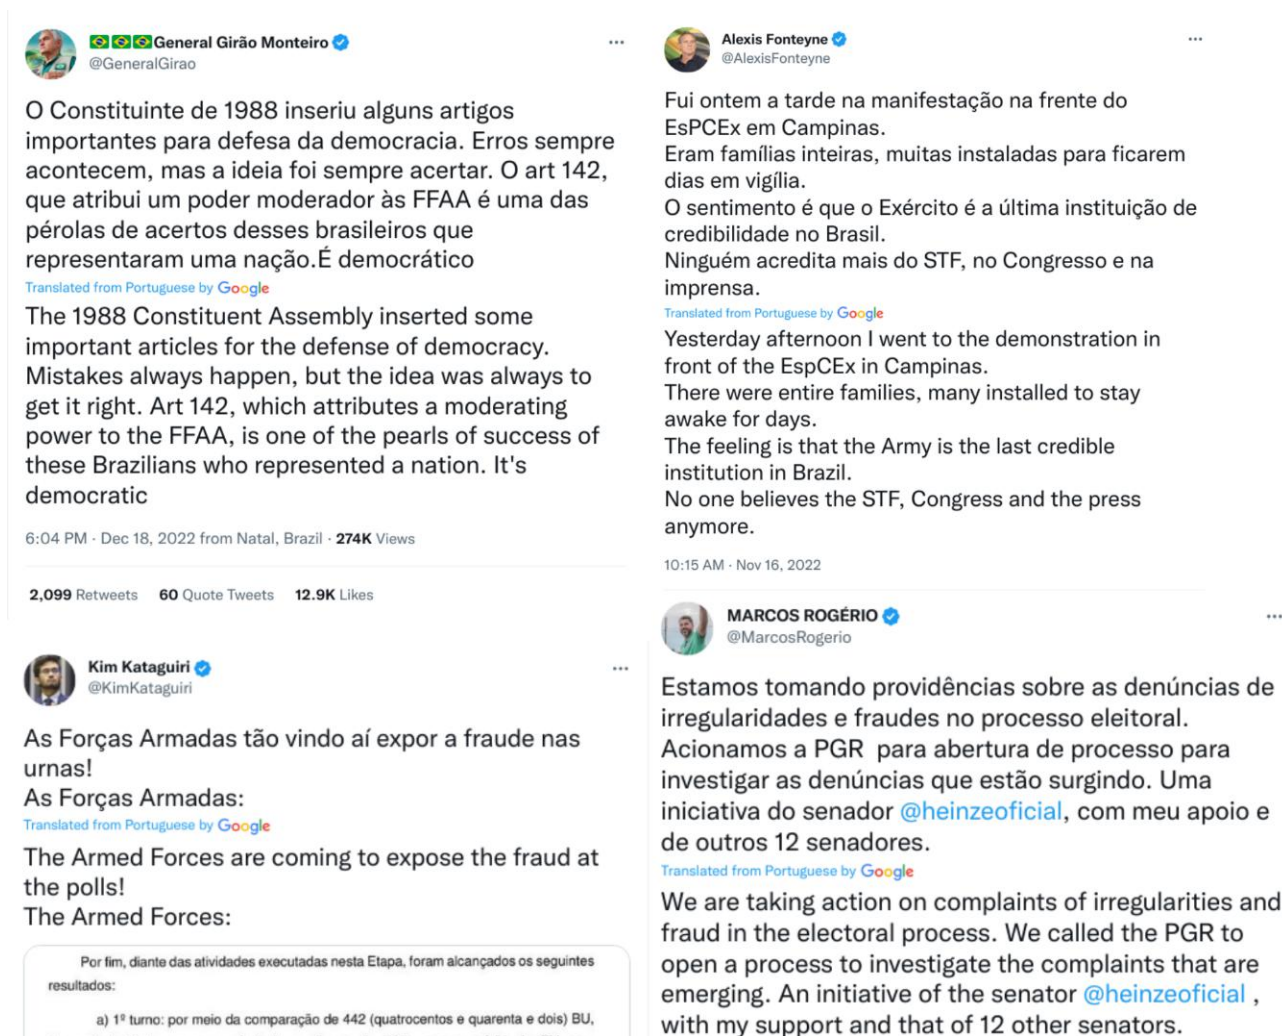 General Girão Monteiro
@GeneralGirao
O Constituinte de 1988 inseriu alguns artigos
importantes para defesa da democracia. Erros sempre
acontecem, mas a ideia foi sempre acertar. O art 142,
que atribui um poder moderador às FFAA é uma das
pérolas de acertos desses brasileiros que
representaram uma nação.É democrático
Translated from Portuguese by Google
The 1988 Constituent Assembly inserted some
important articles for the defense of democracy.
Mistakes always happen, but the idea was always to
get it right. Art 142, which attributes a moderating
power to the FFAA, is one of the pearls of success of
these Brazilians who represented a nation. It's
democratic
6:04 PM · Dec 18, 2022 from Natal, Brazil · 274K Views
2,099 Retweets 60 Quote Tweets 12.9K Likes
Alexis Fonteyne
@AlexisFonteyne
Fui ontem a tarde na manifestação na frente do
EsPCEx em Campinas.
Eram famílias inteiras, muitas instaladas para ficarem
dias em vigília.
O sentimento é que o Exército é a última instituição de
credibilidade no Brasil.
Ninguém acredita mais do STF, no Congresso e na
imprensa.
Translated from Portuguese by Google
Yesterday afternoon I went to the demonstration in
front of the EspCEx in Campinas.
There were entire families, many installed to stay
awake for days.
The feeling is that the Army is the last credible
institution in Brazil.
No one believes the STF, Congress and the press
anymore.
10:15 AM · Nov 16, 2022
Kim Kataguiri
@KimKataguiri
As Forças Armadas tão vindo aí expor a fraude nas
urnas!
As Forças Armadas:
Translated from Portuguese by Google
The Armed Forces are coming to expose the fraud at
the polls!
The Armed Forces:
Por fim, diante das atividades executadas nesta Etapa, foram alcançados os seguintes
resultados:
a) 1º turno: por meio da comparação de 442 (quatrocentos e quarenta e dois) BU,
MARCOS ROGÉRIO
@MarcosRogerio
Estamos tomando providências sobre as denúncias de
irregularidades e fraudes no processo eleitoral.
Acionamos a PGR para abertura de processo para
investigar as denúncias que estão surgindo. Uma
iniciativa do senador @heinzeoficial, com meu apoio e
de outros 12 senadores.
Translated from Portuguese by Google
We are taking action on complaints of irregularities and
fraud in the electoral process. We called the PGR to
open a process to investigate the complaints that are
emerging. An initiative of the senator @heinzeoficial ,
with my support and that of 12 other senators.